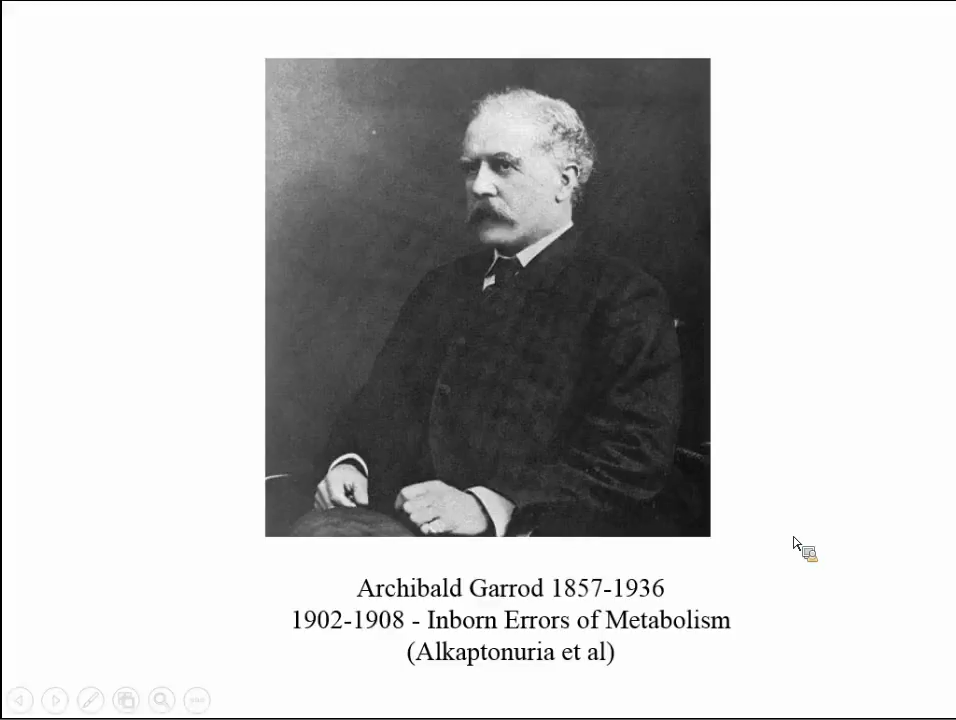 Archibald Garrod 1857-1936
1902-1908 - Inborn Errors of Metabolism
(Alkaptonuria et al)